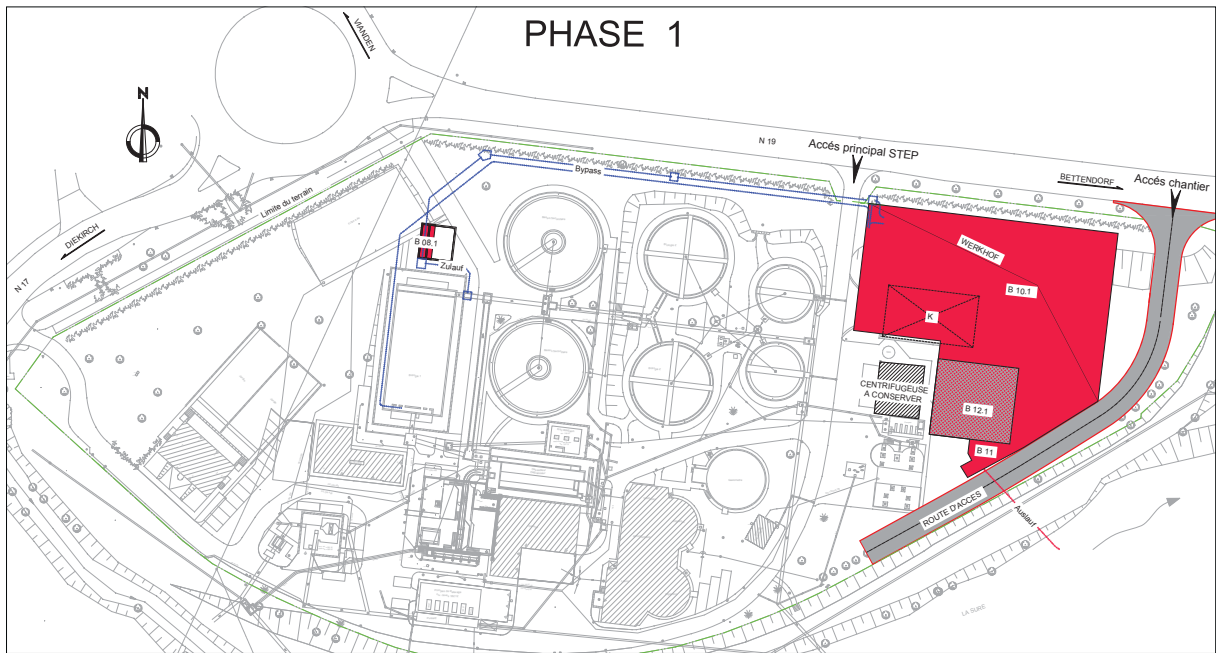 PHASE 1
VIANDEN
N
N 19
Accés principal STEP
BETTENDORF
Accés chantier
Bypass
Limite du terrain
DIEKIRCH
N 17
B 08.1
Zulauf
WERKHOF
B 10.1
K
CENTRIFUGEUSE
A CONSERVER
B 12.1
B 11
ROUTE D'ACCES
Auslauf
LA SURE